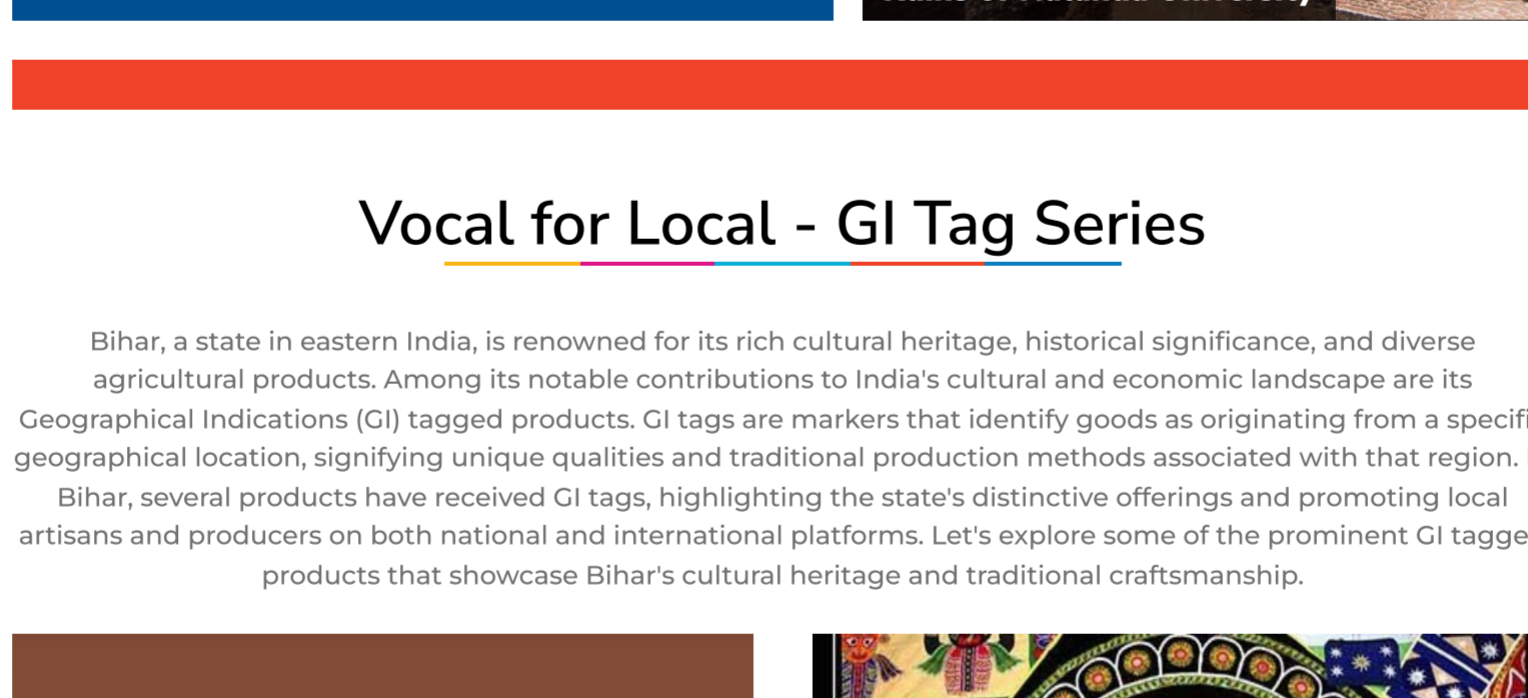 Vocal for Local - GI Tag Series
Bihar, a state in eastern India, is renowned for its rich cultural heritage, historical significance, and diverse
agricultural products. Among its notable contributions to India's cultural and economic landscape are its
Geographical Indications (GI) tagged products. GI tags are markers that identify goods as originating from a specifi
geographical location, signifying unique qualities and traditional production methods associated with that region.
Bihar, several products have received GI tags, highlighting the state's distinctive offerings and promoting local
artisans and producers on both national and international platforms. Let's explore some of the prominent GI tagge
products that showcase Bihar's cultural heritage and traditional craftsmanship.